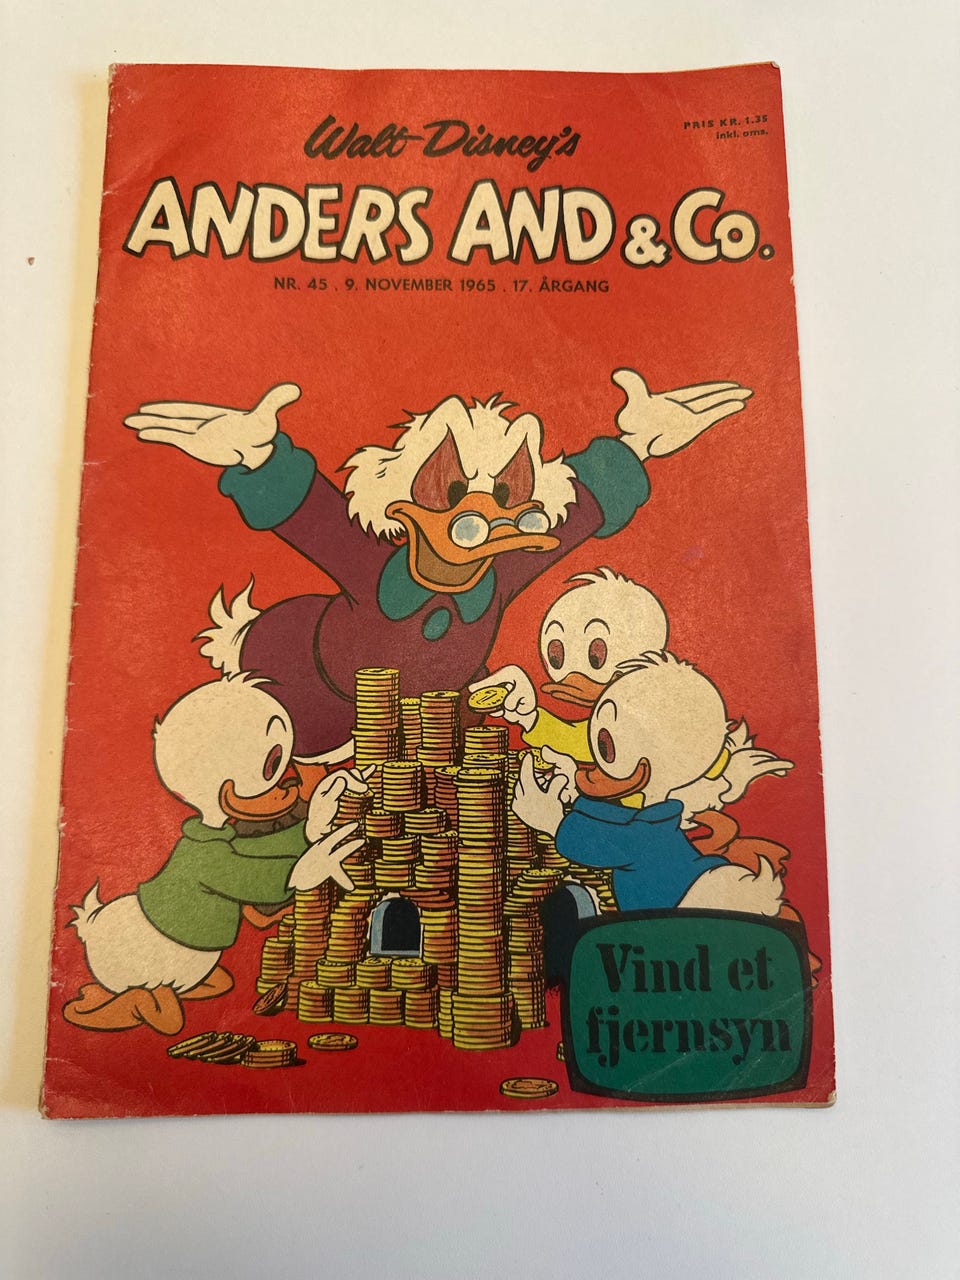 Walt Disney's
PRIS KR. 1.35
inkl. oms.
ANDERS AND & Co.
NR. 45 . 9. NOVEMBER 1965 . 17. ÅRGANG
Vind et
fjernsyn